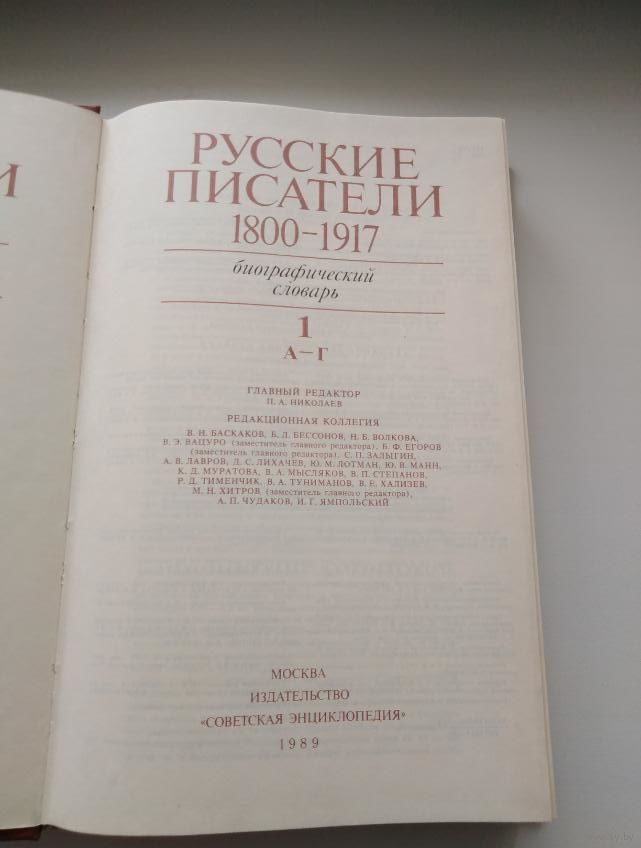 И
РУССКИЕ
ПИСАТЕЛИ
1800–1917
биографический
словарь
1
А—Г
ГЛАВНЫЙ РЕДАКТОР
П. А. НИКОЛАЕВ
РЕДАКЦИОННАЯ КОЛЛЕГИЯ
В. Н. БАСКАКОВ, Б. Л. БЕССОНОВ, Н. Б. ВОЛКОВА,
В. Э. ВАЦУРО (заместитель главного редактора), Б. Ф. ЕГОРОВ
(заместитель главного редактора), С. П. ЗАЛЫГИН,
А. В. ЛАВРОВ, Д. С. ЛИХАЧЕВ, Ю. М. ЛОТМАН, Ю. В. МАНН,
К. Д. МУРАТОВА, В. А. МЫСЛЯКОВ, В. П. СТЕПАНОВ,
Р. Д. ТИМЕНЧИК, В. А. ТУНИМАНОВ, В. Е. ХАЛИЗЕВ,
М. Н. ХИТРОВ (заместитель главного редактора),
А. П. ЧУДАКОВ, И. Г. ЯМПОЛЬСКИЙ
МОСКВА
ИЗДАТЕЛЬСТВО
«СОВЕТСКАЯ ЭНЦИКЛОПЕДИЯ»
1989